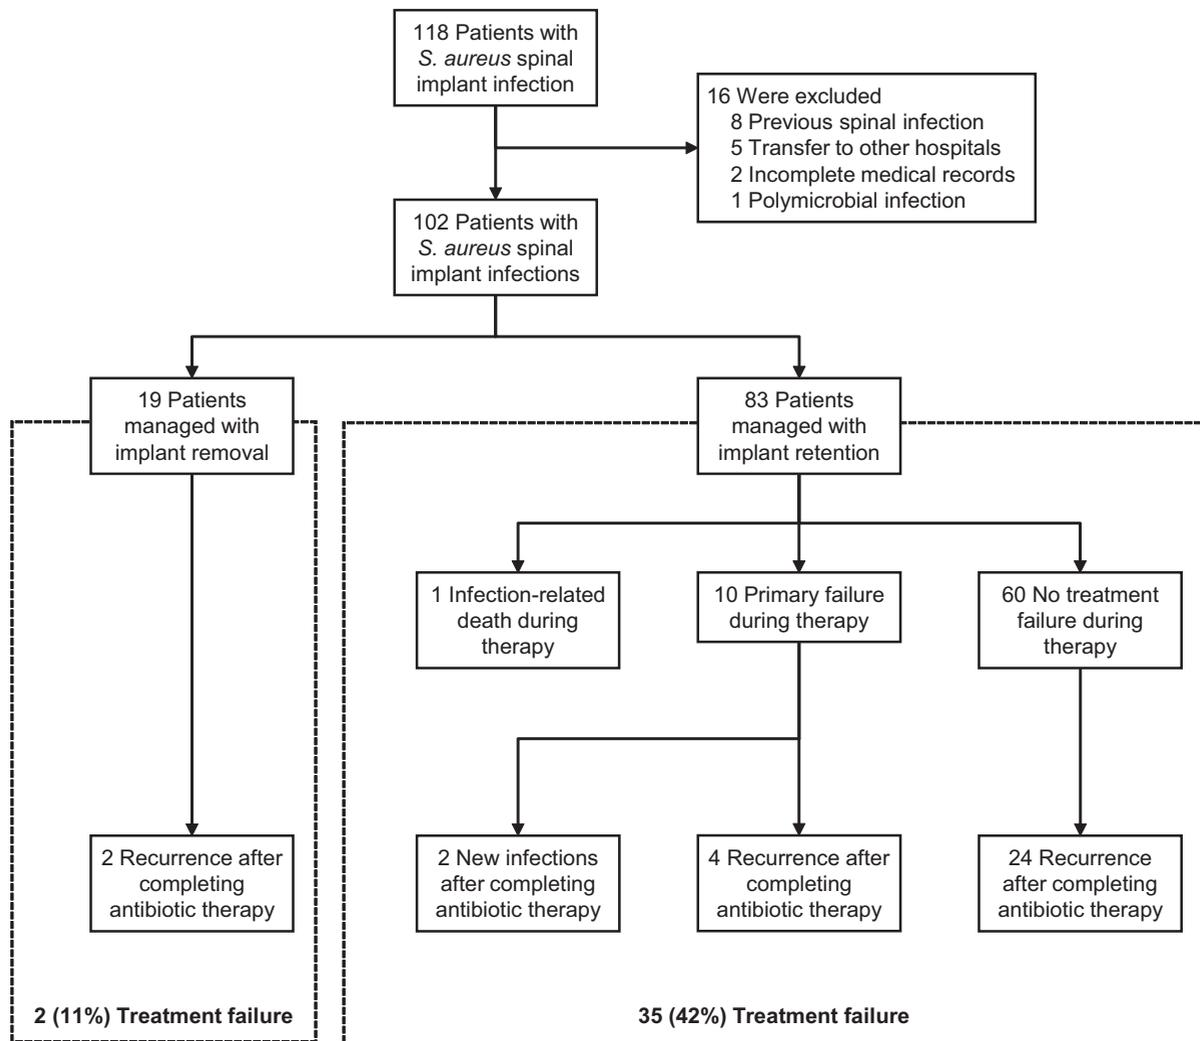 118 Patients with
S. aureus spinal
implant infection
16 Were excluded
8 Previous spinal infection
5 Transfer to other hospitals
2 Incomplete medical records
1 Polymicrobial infection
102 Patients with
S. aureus spinal
implant infections
19 Patients
managed with
implant removal
83 Patients
managed with
implant retention
1 Infection-related
death during
therapy
10 Primary failure
during therapy
60 No treatment
failure during
therapy
2 Recurrence after
completing
antibiotic therapy
2 New infections
after completing
antibiotic therapy
4 Recurrence after
completing
antibiotic therapy
24 Recurrence
after completing
antibiotic therapy
2 (11%) Treatment failure
35 (42%) Treatment failure